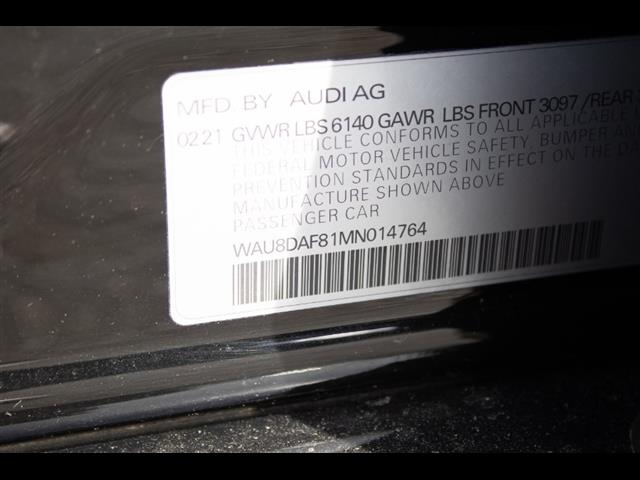 MFD. BY AUDI AG
0221 GVWR LBS 6140 GAWR LBS FRONT 3097 /REAR
THIS VEHICLE CONFORMS TO ALL APPLICABLE
FEDERAL MOTOR VEHICLE SAFETY, BUMPER AND
PREVENTION STANDARDS IN EFFECT ON THE DA
MANUFACTURE SHOWN ABOVE
PASSENGER CAR
WAU8DAF81MN014764